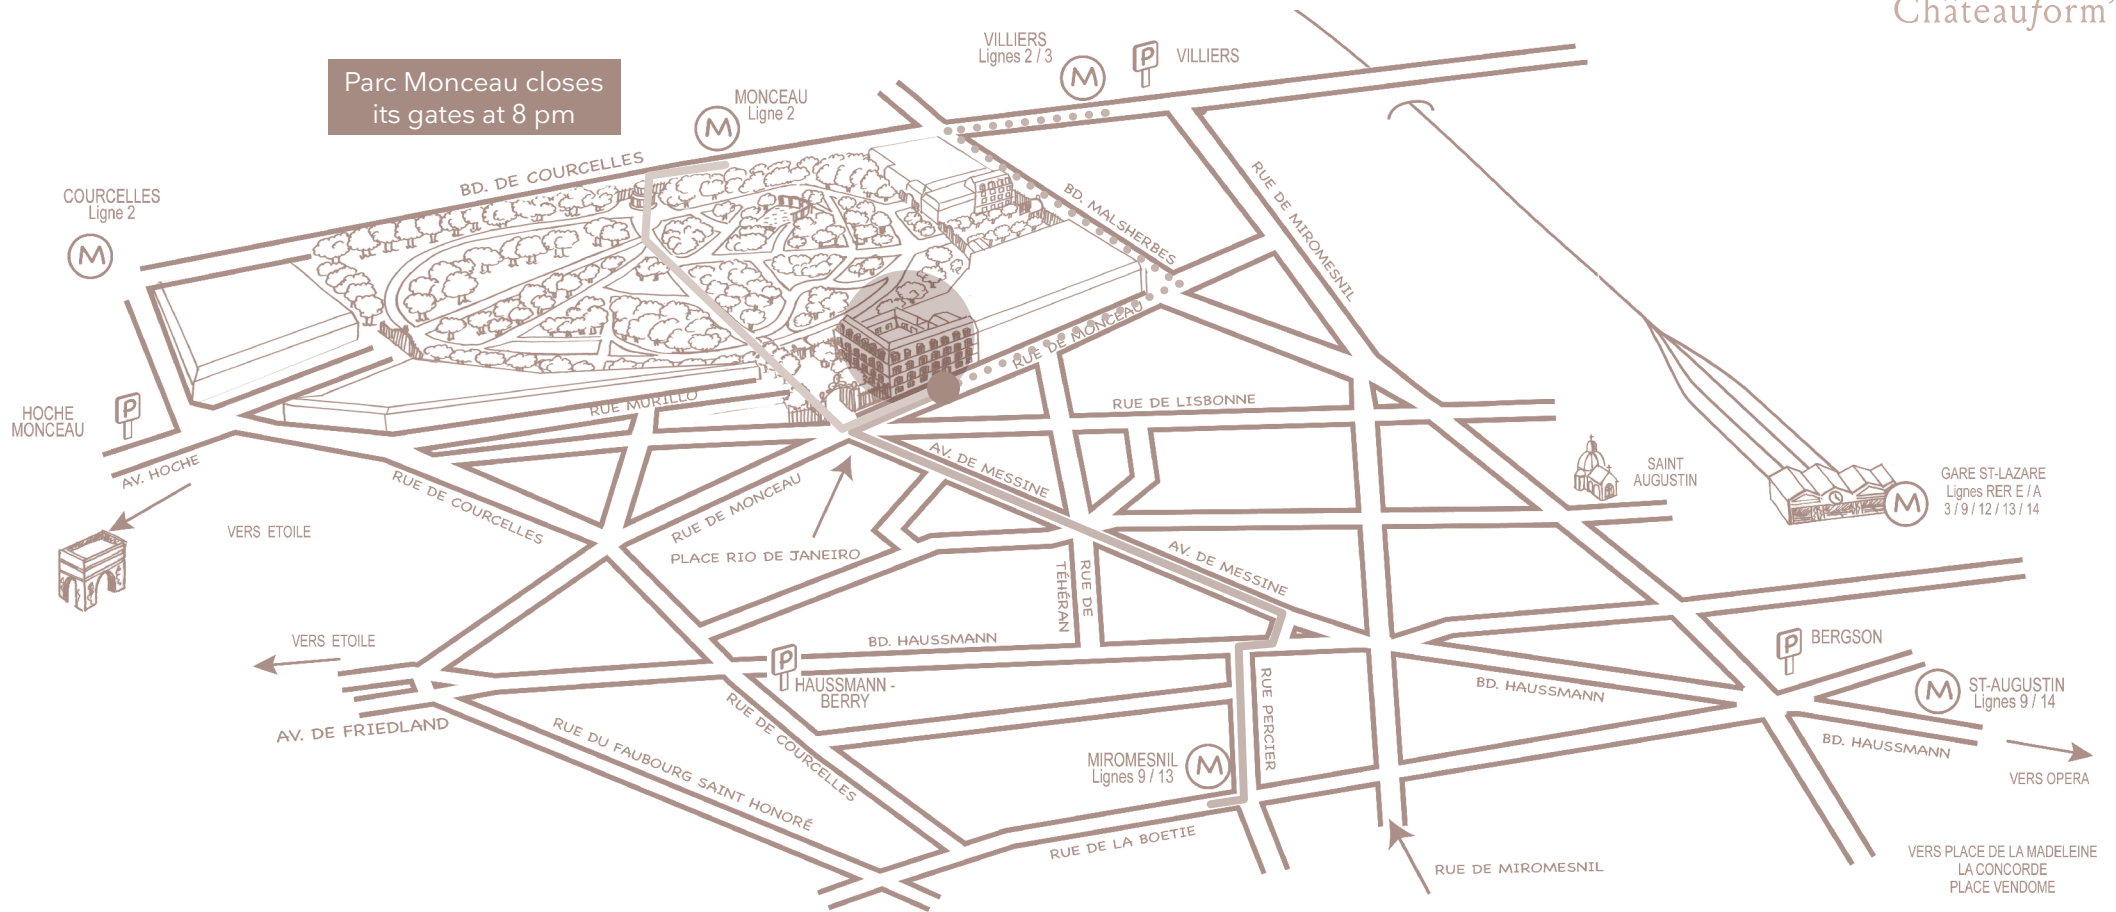 Châteauform'
VILLIERS
Lignes 2 / 3
VILLIERS
Parc Monceau closes
its gates at 8 pm
MONCEAU
Ligne 2
BD. DE COURCELLES
COURCELLES
Ligne 2
BD. MALSHERBES
RUE DE MIROMESNIL
RUE DE MONCEAU
RUE MURILLO
RUE DE LISBONNE
HOCHE
MONCEAU
AV. HOCHE
RUE DE COURCELLES
AV. DE MESSINE
RUE DE MONCEAU
SAINT
AUGUSTIN
GARE ST-LAZARE
Lignes RER E / A
3 / 9 / 12 / 13 / 14
VERS ETOILE
PLACE RIO DE JANEIRO
AV. DE MESSINE
RUE DE
TÉHÉRAN
VERS ETOILE
BD. HAUSSMANN
BERGSON
HAUSSMANN -
BERRY
RUE PERCIER
BD. HAUSSMANN
ST-AUGUSTIN
Lignes 9 / 14
AV. DE FRIEDLAND
RUE DU FAUBOURG SAINT HONORÉ
RUE DE COURCELLES
MIROMESNIL
Lignes 9 / 13
BD. HAUSSMANN
VERS OPERA
RUE DE LA BOETIE
RUE DE MIROMESNIL
VERS PLACE DE LA MADELEINE
LA CONCORDE
PLACE VENDOME
M
M
M
M
M
M
P
P
P
P